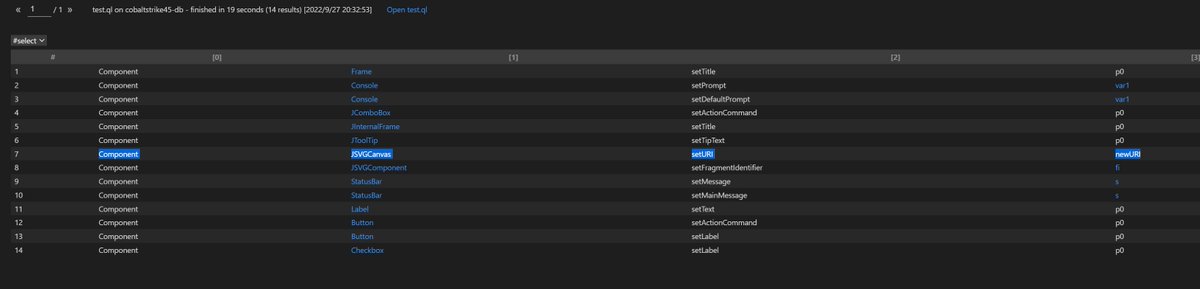 « 1 / 1 » test.ql on cobaltstrike45-db - finished in 19 seconds (14 results) [2022/9/27 20:32:53] Open test.ql
#select
# [0] [1] [2] [3]
1 Component Frame setTitle p0
2 Component Console setPrompt var1
3 Component Console setDefaultPrompt var1
4 Component JComboBox setActionCommand p0
5 Component JInternalFrame setTitle p0
6 Component JToolTip setTipText p0
7 Component JSVGCanvas setURI newURI
8 Component JSVGComponent setFragmentIdentifier fi
9 Component StatusBar setMessage s
10 Component StatusBar setMainMessage s
11 Component Label setText p0
12 Component Button setActionCommand p0
13 Component Button setLabel p0
14 Component Checkbox setLabel p0